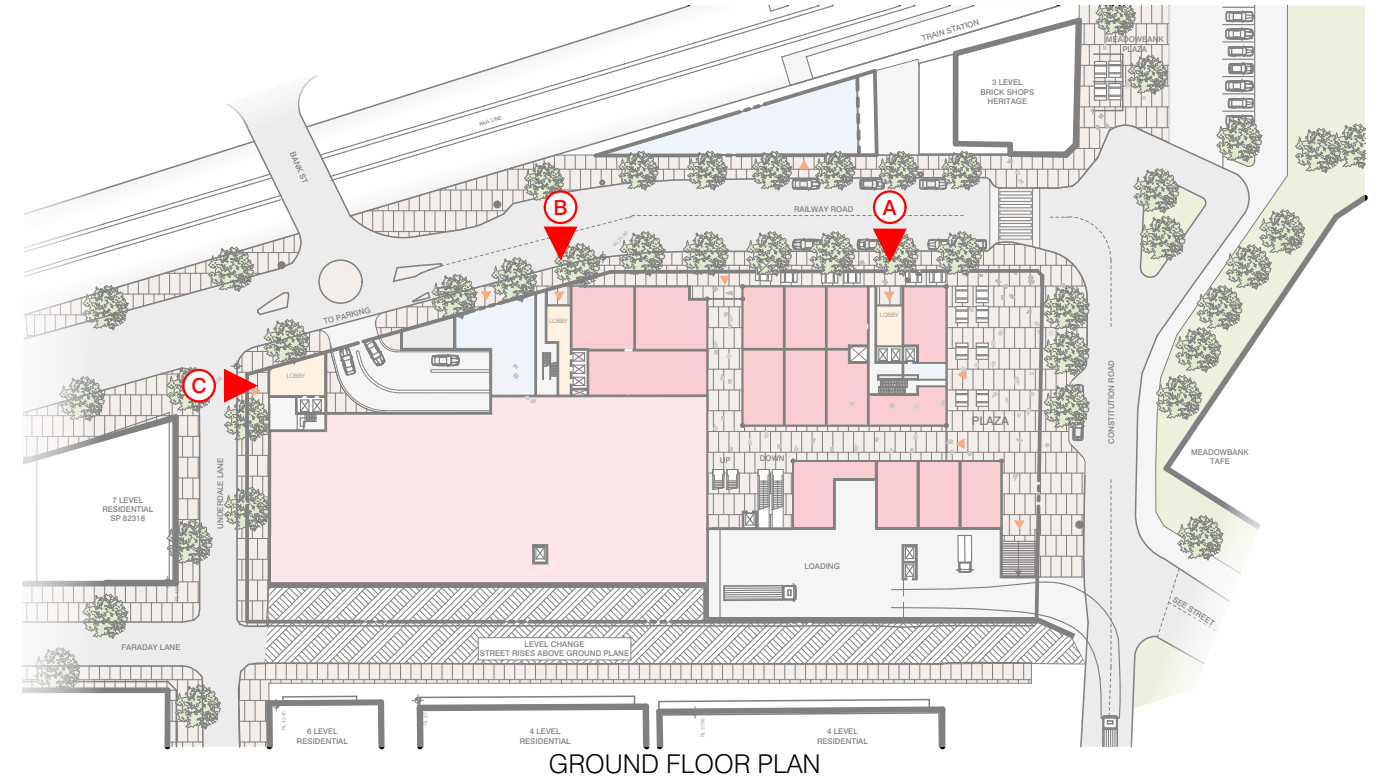 TRAIN STATION
MEADOWBANK
PLAZA
3 LEVEL
BRICK SHOPS
HERITAGE
RAIL LINE
BANK ST
B
A
RAILWAY ROAD
TO PARKING
LOBBY
LOBBY
C
LOBBY
PLAZA
CONSTITUTION ROAD
UP
DOWN
MEADOWBANK
TAFE
7 LEVEL
RESIDENTIAL
SP 82318
UNDERDALE LANE
LOADING
SEE STREET
FARADAY LANE
LEVEL CHANGE
STREET RISES ABOVE GROUND PLANE
6 LEVEL
RESIDENTIAL
4 LEVEL
RESIDENTIAL
4 LEVEL
RESIDENTIAL
GROUND FLOOR PLAN